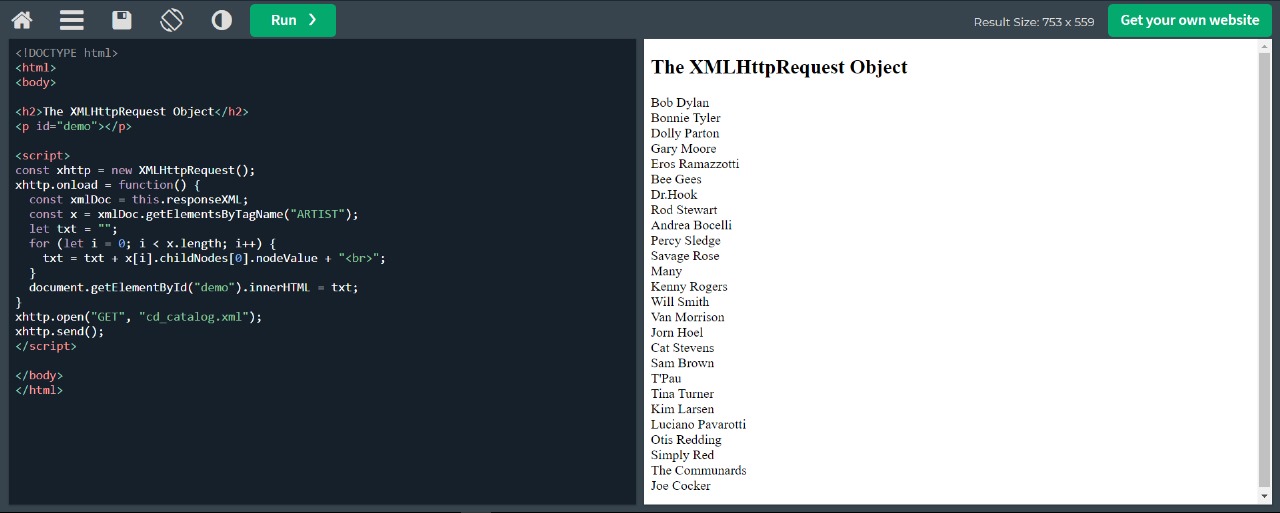 Run ❯
Result Size: 753 x 559
Get your own website
<!DOCTYPE html>
<html>
<body>
<h2>The XMLHttpRequest Object</h2>
<p id="demo"></p>
<script>
const xhttp = new XMLHttpRequest();
xhttp.onload = function() {
  const xmlDoc = this.responseXML;
  const x = xmlDoc.getElementsByTagName("ARTIST");
  let txt = "";
  for (let i = 0; i < x.length; i++) {
    txt = txt + x[i].childNodes[0].nodeValue + "<br>";
  }
  document.getElementById("demo").innerHTML = txt;
}
xhttp.open("GET", "cd_catalog.xml");
xhttp.send();
</script>
</body>
</html>
The XMLHttpRequest Object
Bob Dylan
Bonnie Tyler
Dolly Parton
Gary Moore
Eros Ramazzotti
Bee Gees
Dr.Hook
Rod Stewart
Andrea Bocelli
Percy Sledge
Savage Rose
Many
Kenny Rogers
Will Smith
Van Morrison
Jorn Hoel
Cat Stevens
Sam Brown
T'Pau
Tina Turner
Kim Larsen
Luciano Pavarotti
Otis Redding
Simply Red
The Communards
Joe Cocker